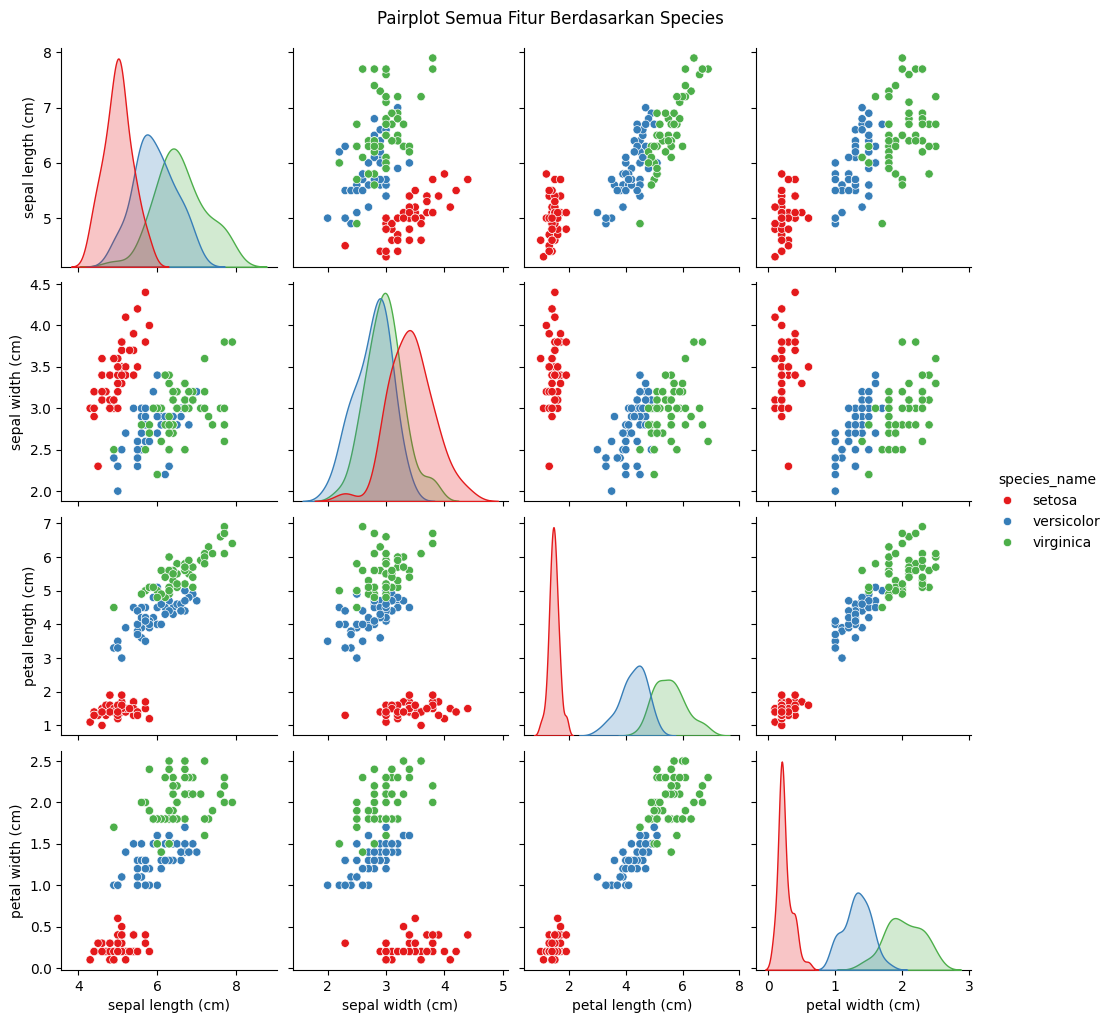 Pairplot Semua Fitur Berdasarkan Species
8
7
6
5
sepal length (cm)
4.5
4.0
3.5
3.0
2.5
2.0
sepal width (cm)
7
6
5
4
3
2
1
petal length (cm)
2.5
2.0
1.5
1.0
0.5
0.0
petal width (cm)
4 6 8
sepal length (cm)
2 3 4 5
sepal width (cm)
2 4 6 8
petal length (cm)
0 1 2 3
petal width (cm)
species_name
setosa
versicolor
virginica